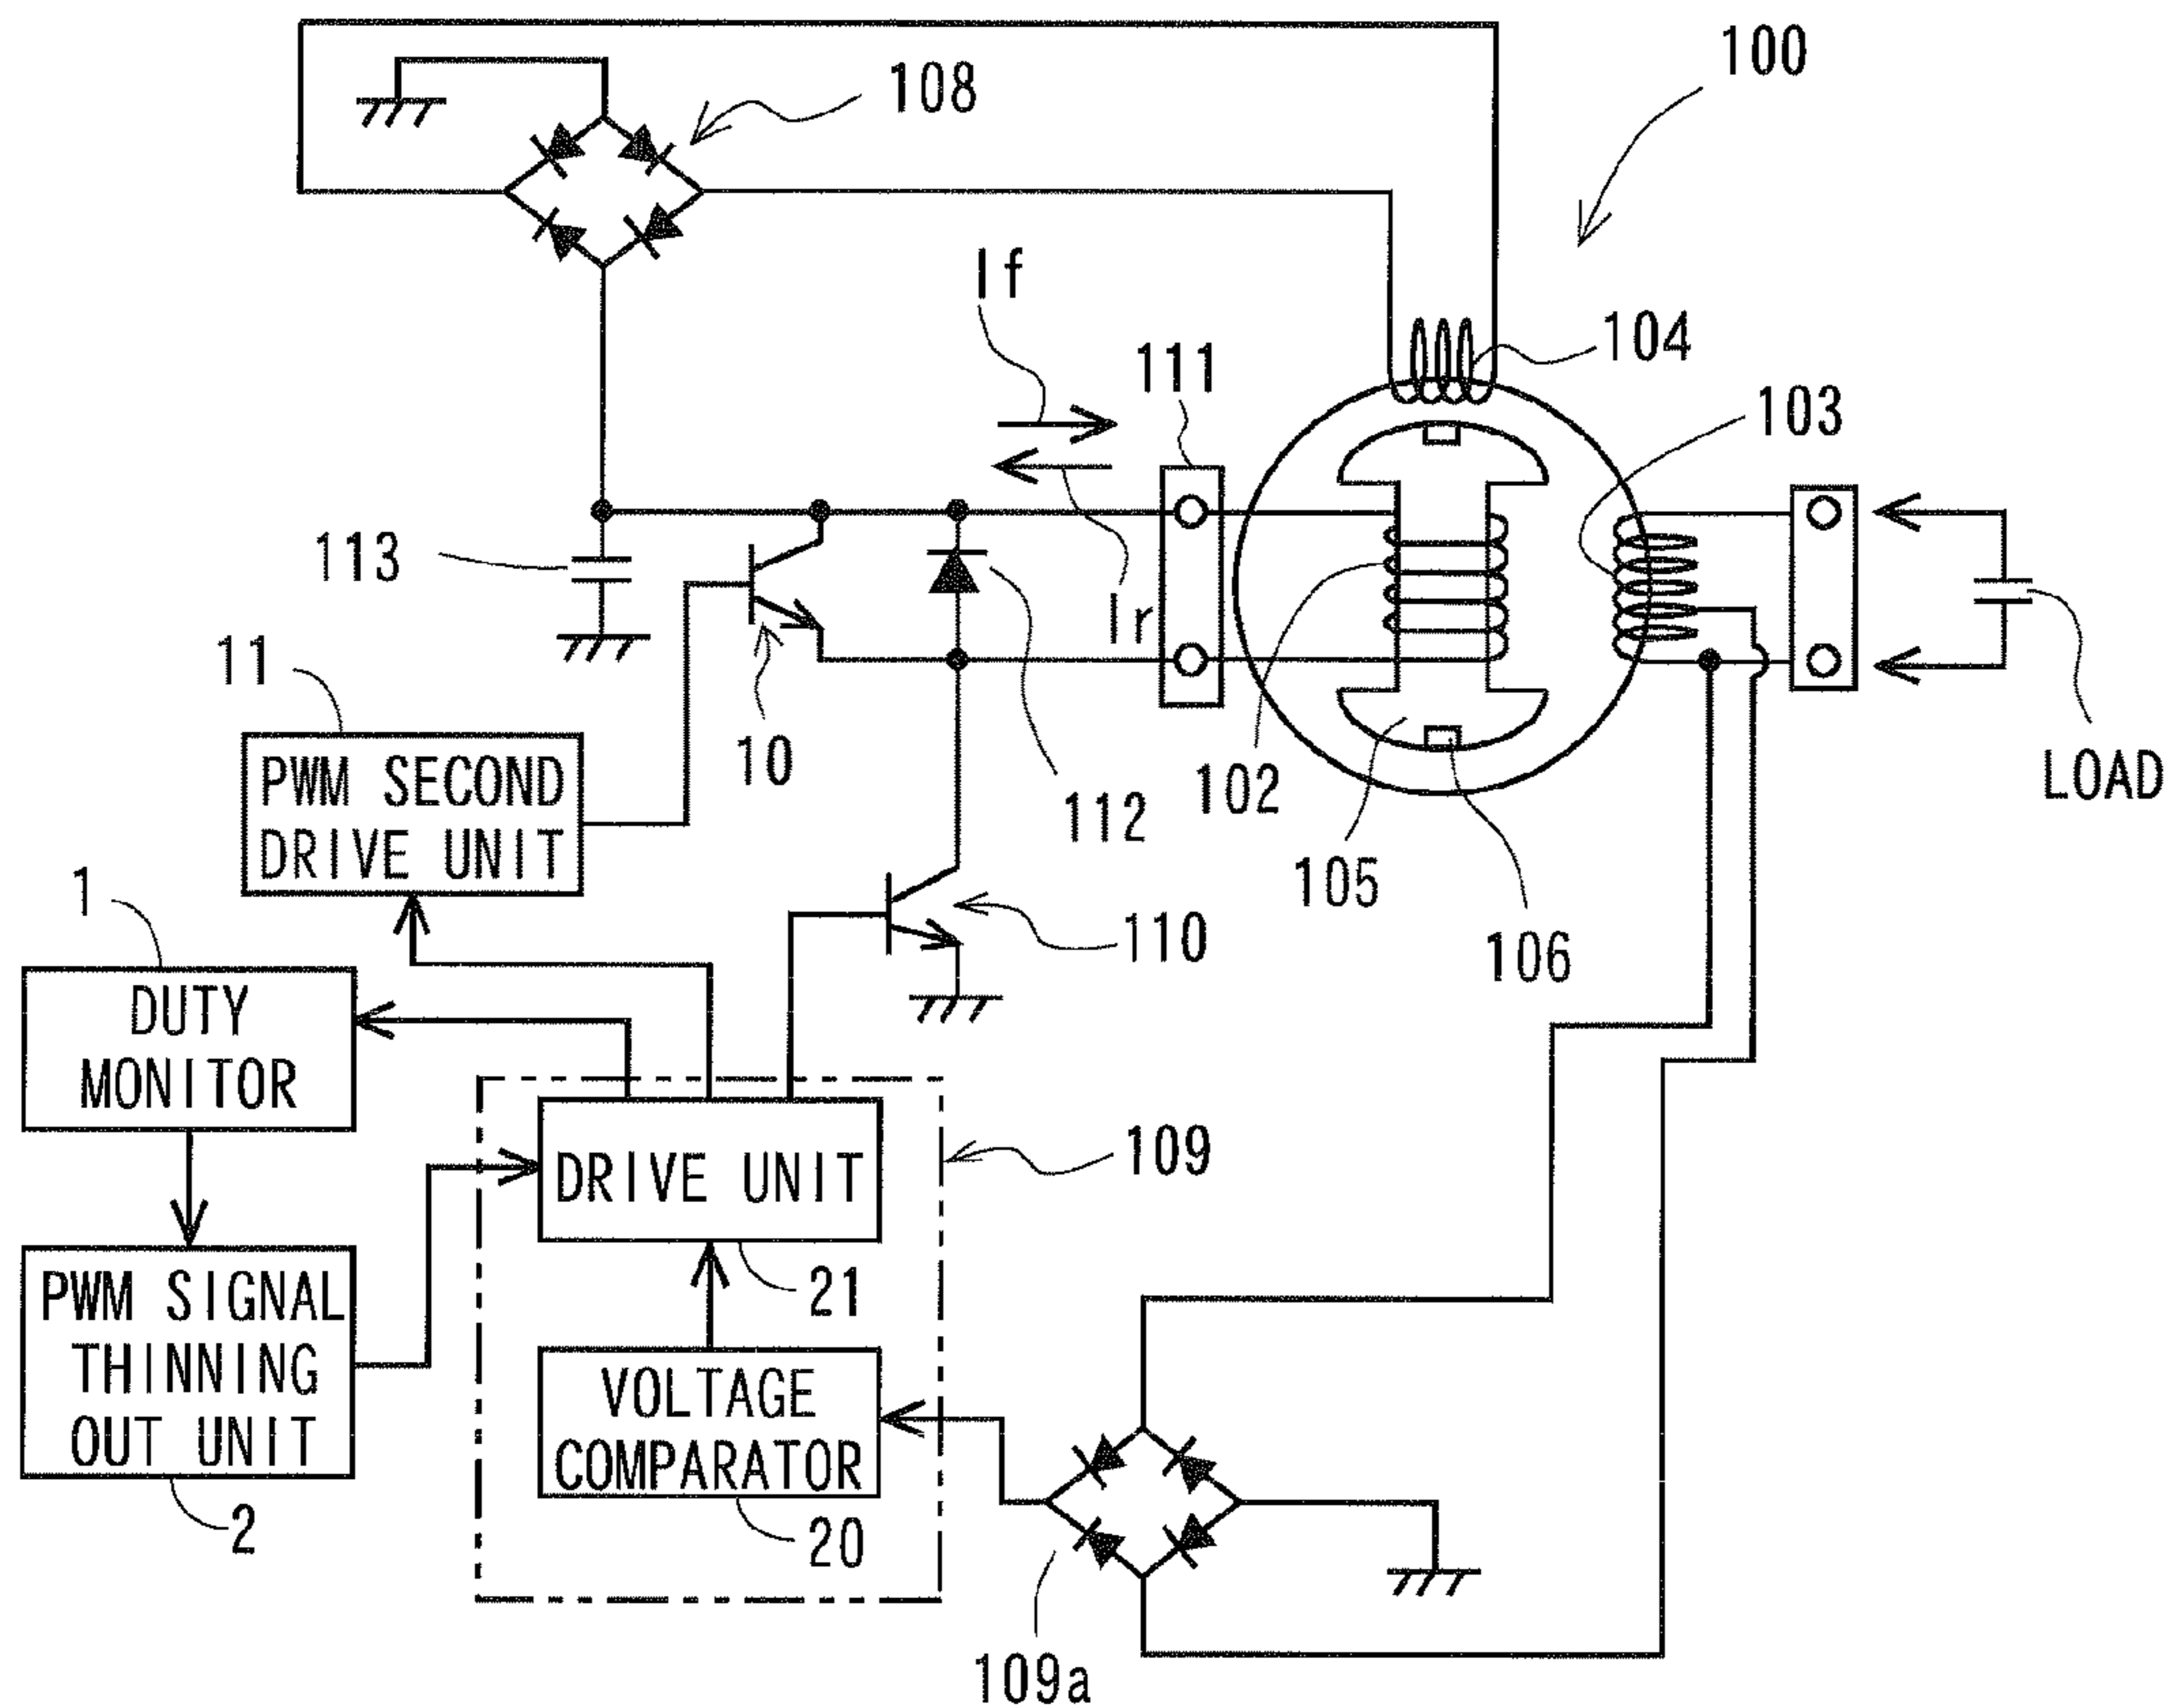 100
108
If
104
111
103
113
Ir
11
10
102
LOAD
PWM SECOND
DRIVE UNIT
112
105
1
110
106
DUTY
MONITOR
109
DRIVE UNIT
21
PWM SIGNAL
THINNING
OUT UNIT
VOLTAGE
COMPARATOR
2
20
109a